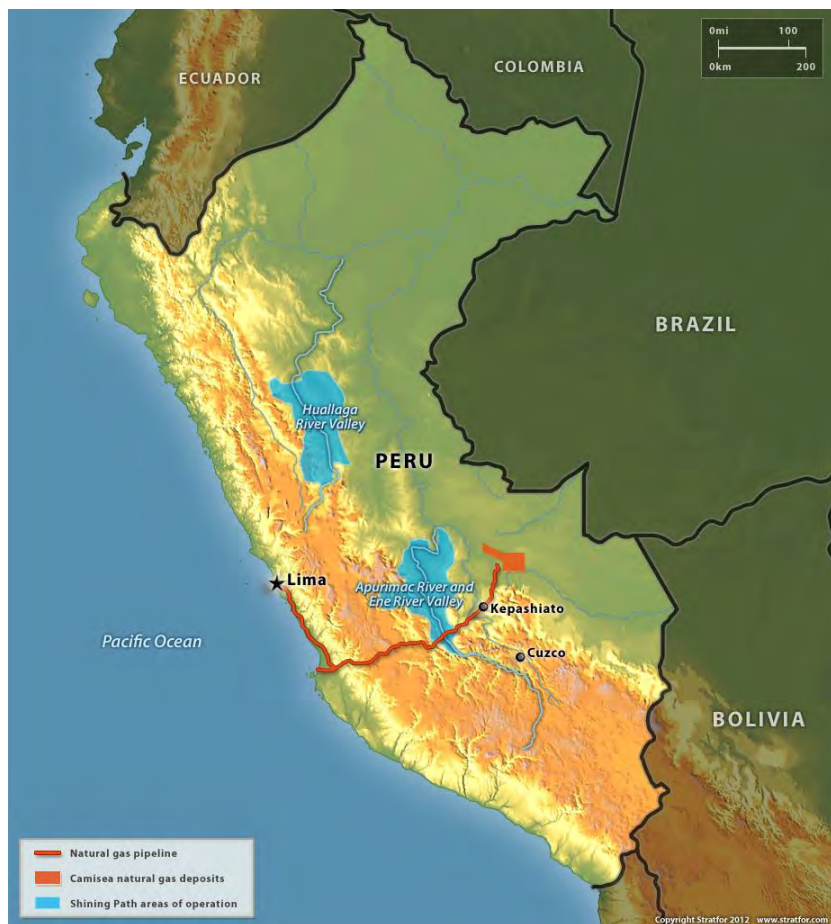 0mi 100
0km 200
ECUADOR
COLOMBIA
BRAZIL
Huallaga
River Valley
PERU
Lima
Apurimac River and
Ene River Valley
Kepashiato
Pacific Ocean
Cuzco
BOLIVIA
Natural gas pipeline
Camisea natural gas deposits
Shining Path areas of operation
Copyright Stratfor 2012 www.stratfor.com